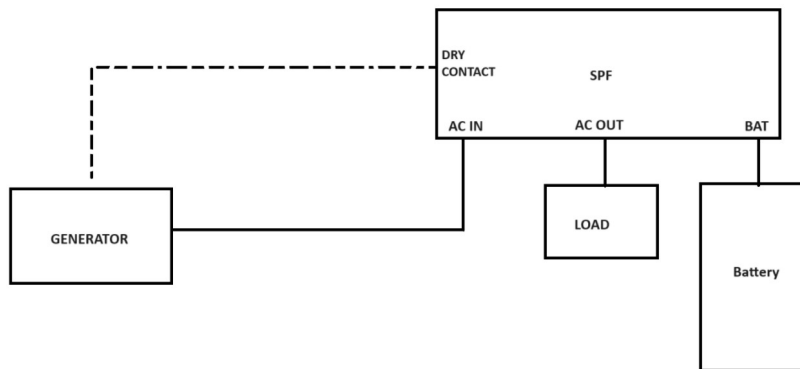 DRY
CONTACT
SPF
AC IN
AC OUT
BAT
GENERATOR
LOAD
Battery